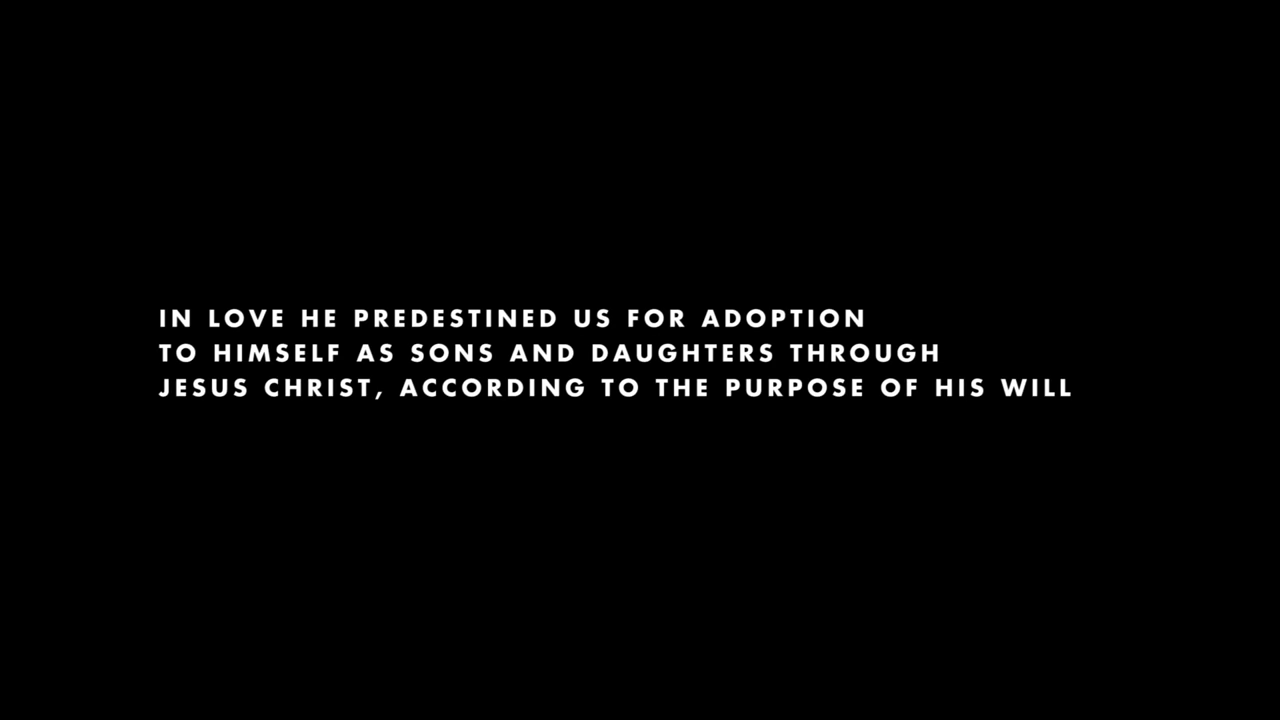 IN LOVE HE PREDESTINED US FOR ADOPTION
TO HIMSELF AS SONS AND DAUGHTERS THROUGH
JESUS CHRIST, ACCORDING TO THE PURPOSE OF HIS WILL